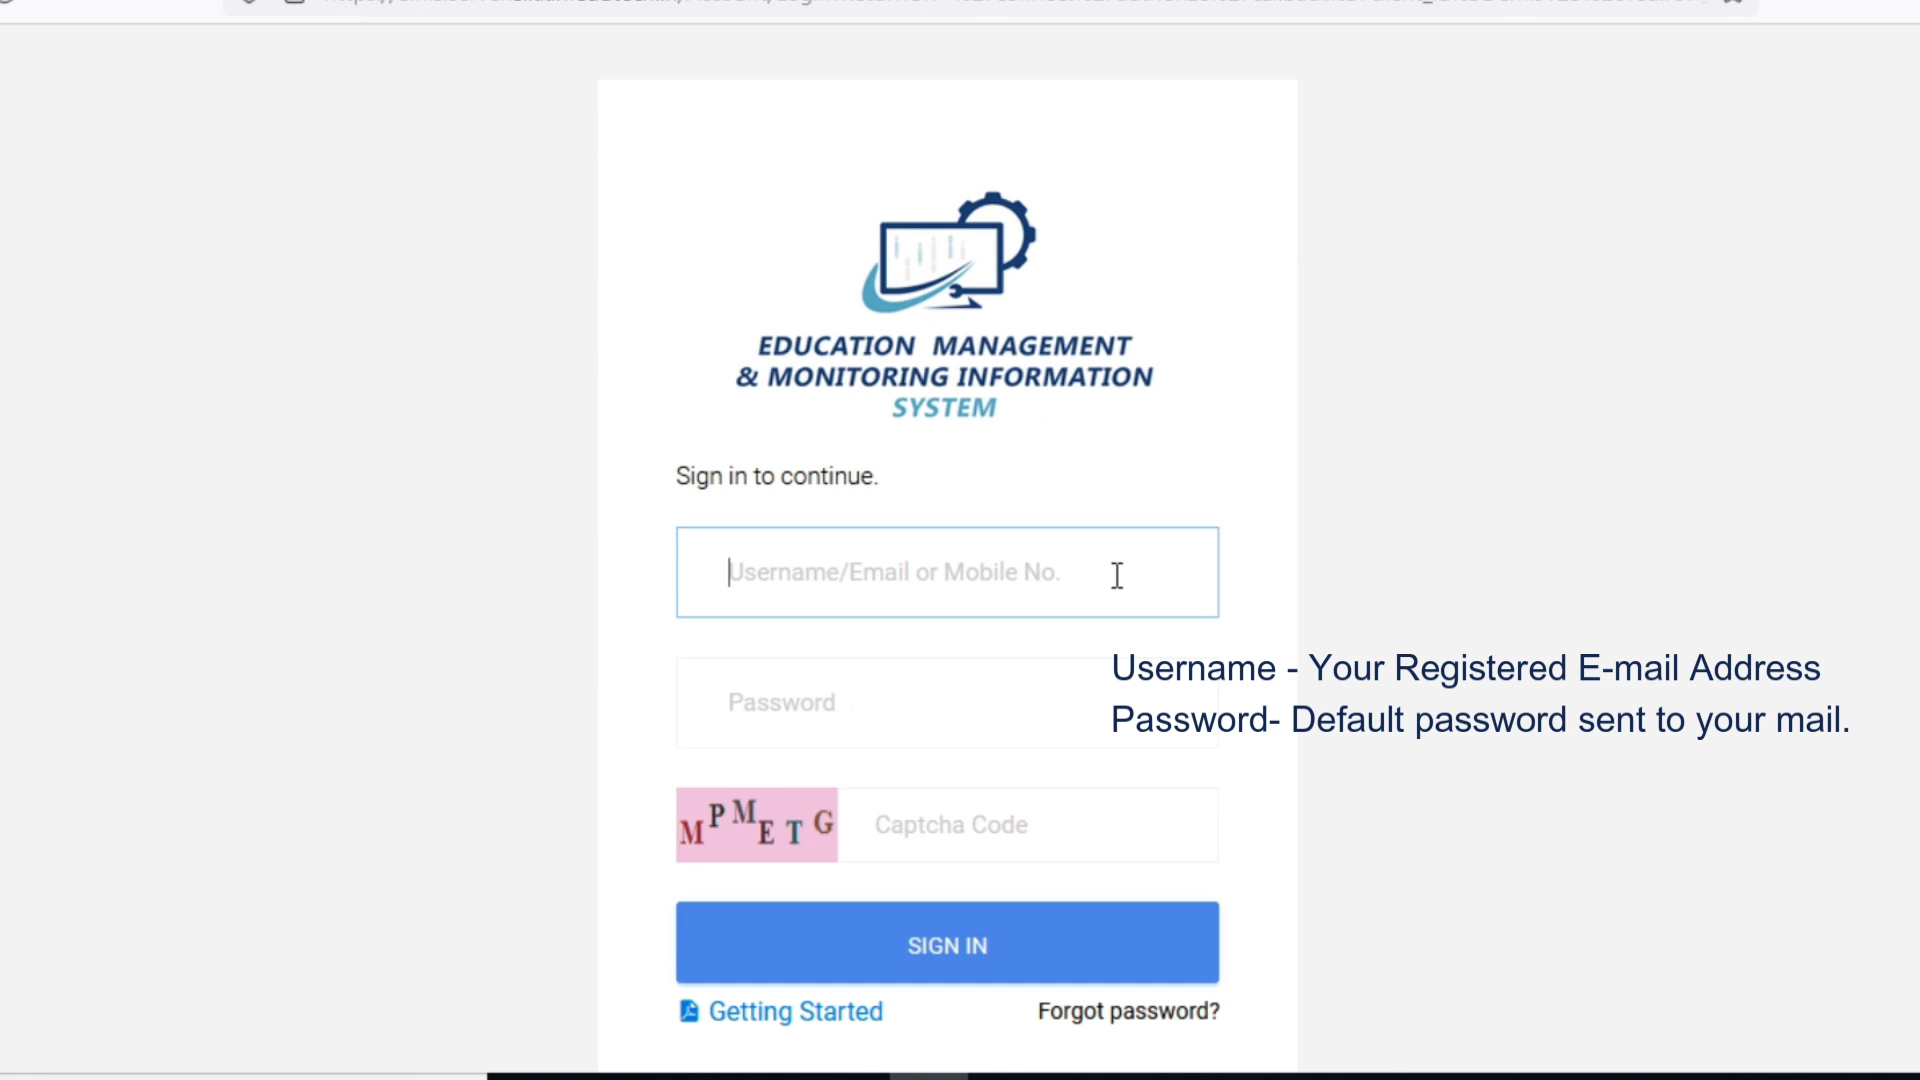 EDUCATION MANAGEMENT
& MONITORING INFORMATION
SYSTEM
Sign in to continue.
Username/Email or Mobile No.
Username - Your Registered E-mail Address
Password
Password- Default password sent to your mail.
MPMETG
Captcha Code
SIGN IN
Getting Started
Forgot password?